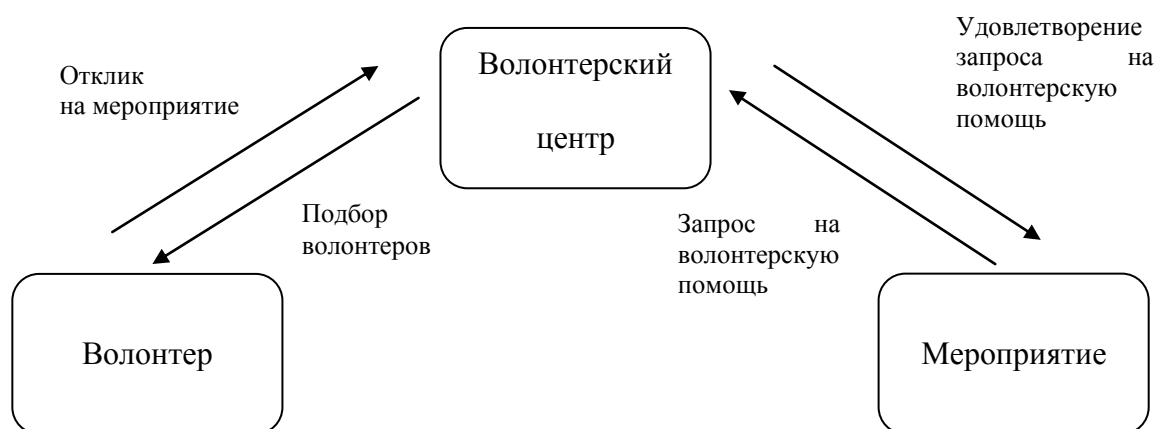 Отклик
на мероприятие
Волонтерский
центр
Удовлетворение
запроса на
волонтерскую
помощь
Подбор
волонтеров
Запрос на
волонтерскую
помощь
Волонтер
Мероприятие